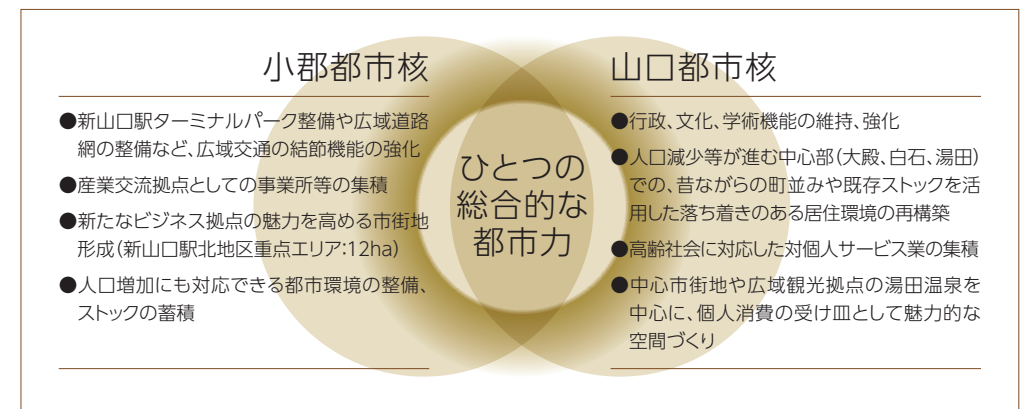 小郡都市核
●新山口駅ターミナルパーク整備や広域道路
網の整備など、広域交通の結節機能の強化
●産業交流拠点としての事業所等の集積
●新たなビジネス拠点の魅力を高める市街地
形成(新山口駅北地区重点エリア:12ha)
●人口増加にも対応できる都市環境の整備、
ストックの蓄積
ひとつの
総合的な
都市力
山口都市核
●行政、文化、学術機能の維持、強化
●人口減少等が進む中心部(大殿、白石、湯田)
での、昔ながらの町並みや既存ストックを活
用した落ち着きのある居住環境の再構築
●高齢社会に対応した対個人サービス業の集積
●中心市街地や広域観光拠点の湯田温泉を
中心に、個人消費の受け皿として魅力的な
空間づくり